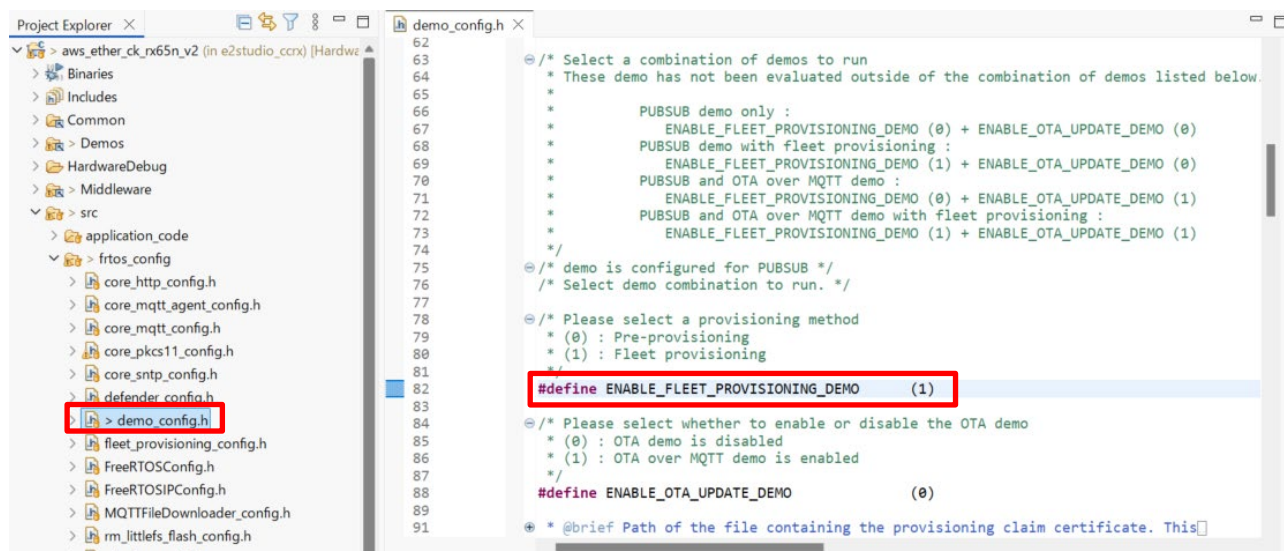 Project Explorer
aws_ether_ck_rx65n_v2 (in e2studio_ccrx) [Hardwa
Binaries
Includes
Common
> Demos
HardwareDebug
> Middleware
> src
application_code
> frtos_config
core_http_config.h
core_mqtt_agent_config.h
core_mqtt_config.h
core_pkcs11_config.h
core_sntp_config.h
defender_config.h
> demo_config.h
fleet_provisioning_config.h
FreeRTOSConfig.h
FreeRTOSIPConfig.h
MQTTFileDownloader_config.h
rm_littlefs_flash_config.h
demo_config.h
62
63 /* Select a combination of demos to run
64 * These demo has not been evaluated outside of the combination of demos listed below.
65 *
66 * PUBSUB demo only :
67 * ENABLE_FLEET_PROVISIONING_DEMO (0) + ENABLE_OTA_UPDATE_DEMO (0)
68 * PUBSUB demo with fleet provisioning :
69 * ENABLE_FLEET_PROVISIONING_DEMO (1) + ENABLE_OTA_UPDATE_DEMO (0)
70 * PUBSUB and OTA over MQTT demo :
71 * ENABLE_FLEET_PROVISIONING_DEMO (0) + ENABLE_OTA_UPDATE_DEMO (1)
72 * PUBSUB and OTA over MQTT demo with fleet provisioning :
73 * ENABLE_FLEET_PROVISIONING_DEMO (1) + ENABLE_OTA_UPDATE_DEMO (1)
74 */
75 /* demo is configured for PUBSUB */
76 /* Select demo combination to run. */
77
78 /* Please select a provisioning method
79 * (0) : Pre-provisioning
80 * (1) : Fleet provisioning
81 */
82 #define ENABLE_FLEET_PROVISIONING_DEMO (1)
83
84 /* Please select whether to enable or disable the OTA demo
85 * (0) : OTA demo is disabled
86 * (1) : OTA over MQTT demo is enabled
87 */
88 #define ENABLE_OTA_UPDATE_DEMO (0)
89
91 * @brief Path of the file containing the provisioning claim certificate. This